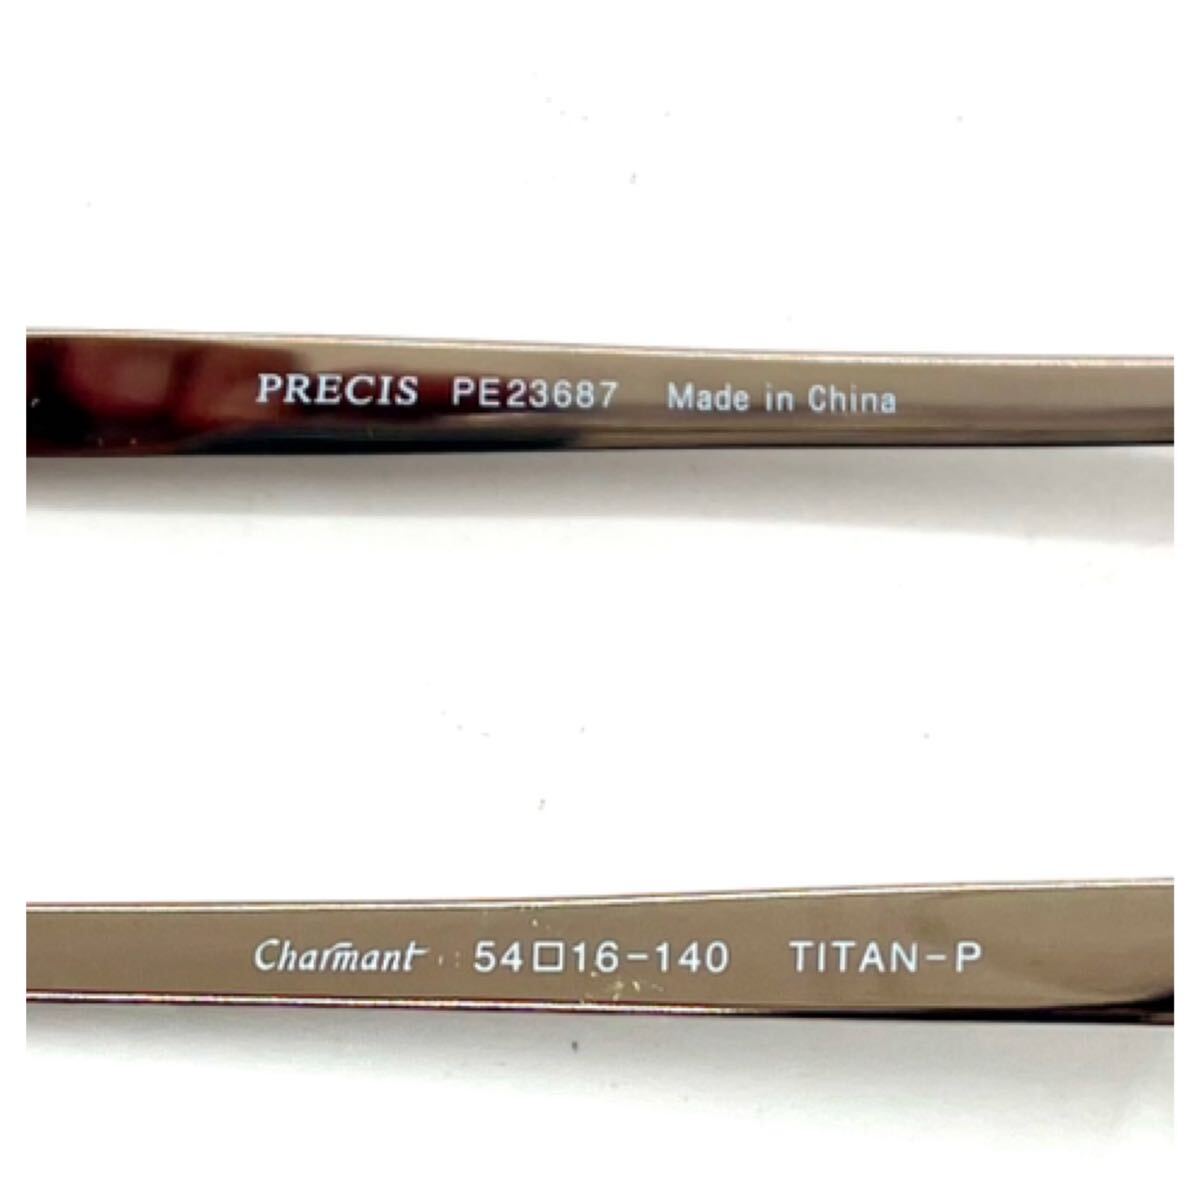 PRECIS PE23687 Made in China
Charmant 54□16-140 TITAN-P